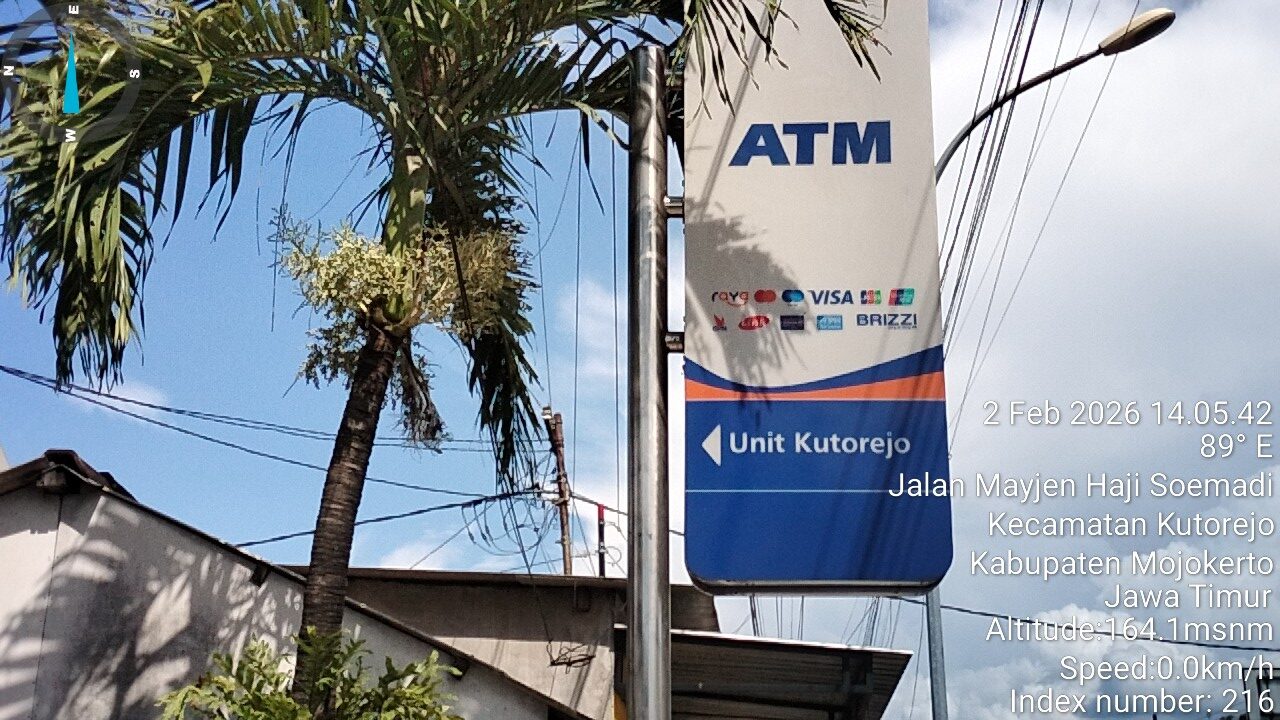 E
N
S
W
ATM
raya VISA
BRIZZI
Unit Kutorejo
2 Feb 2026 14.05.42
89° E
Jalan Mayjen Haji Soemadi
Kecamatan Kutorejo
Kabupaten Mojokerto
Jawa Timur
Altitude:164.1msnm
Speed:0.0km/h
Index number: 216